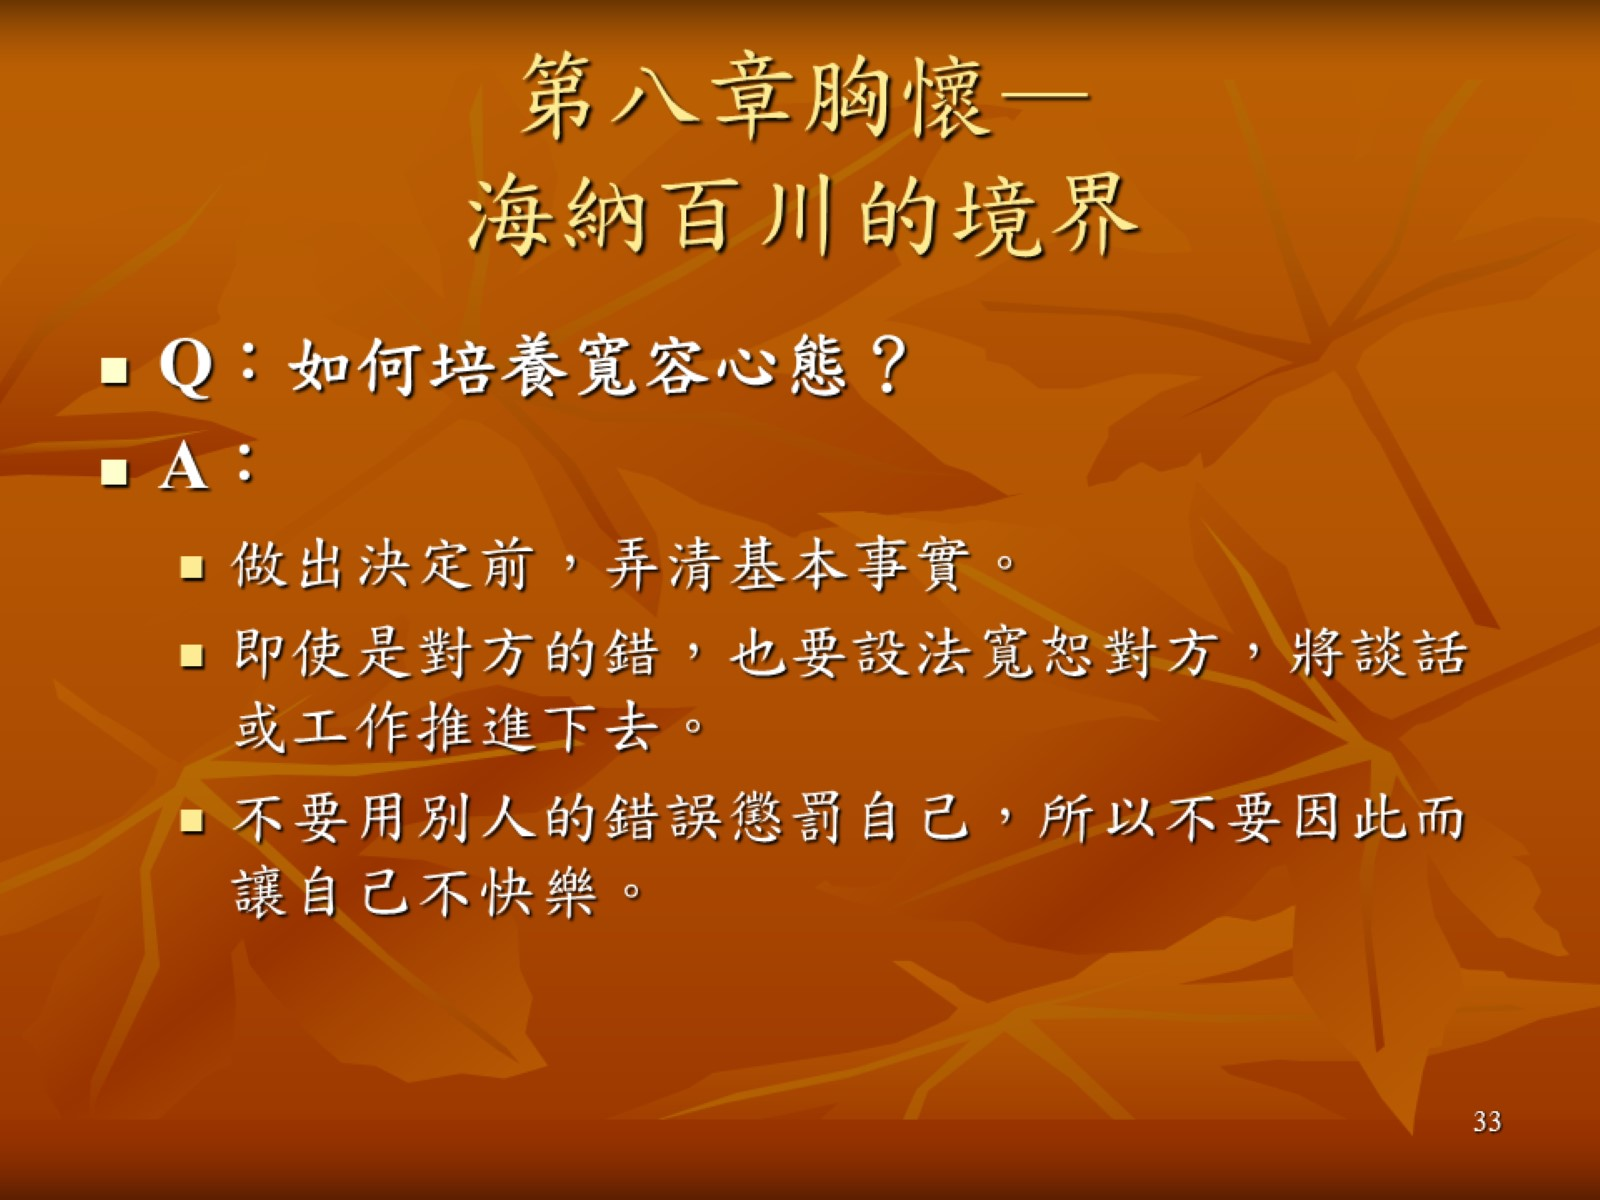 第八章胸懷—
海納百川的境界
Q：如何培養寬容心態？
A：
做出決定前，弄清基本事實。
即使是對方的錯，也要設法寬恕對方，將談話
或工作推進下去。
不要用別人的錯誤懲罰自己，所以不要因此而
讓自己不快樂。
33